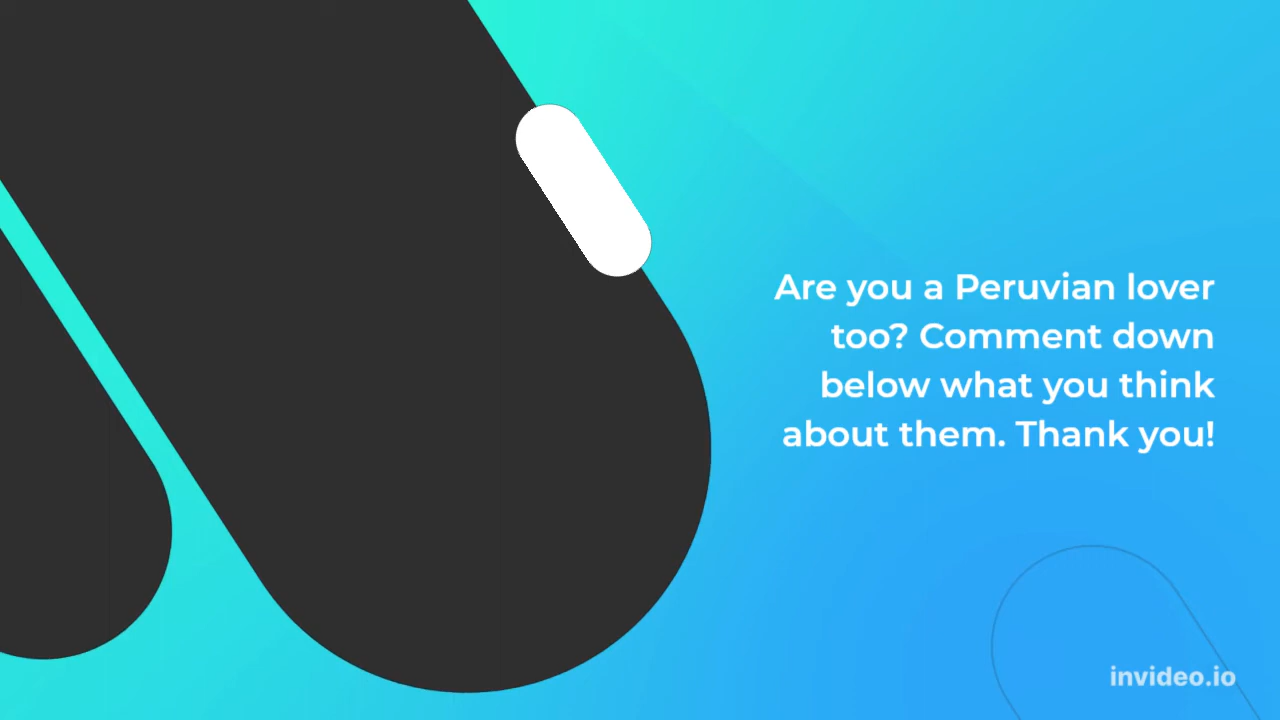 Are you a Peruvian lover
too? Comment down
below what you think
about them. Thank you!
invideo.io